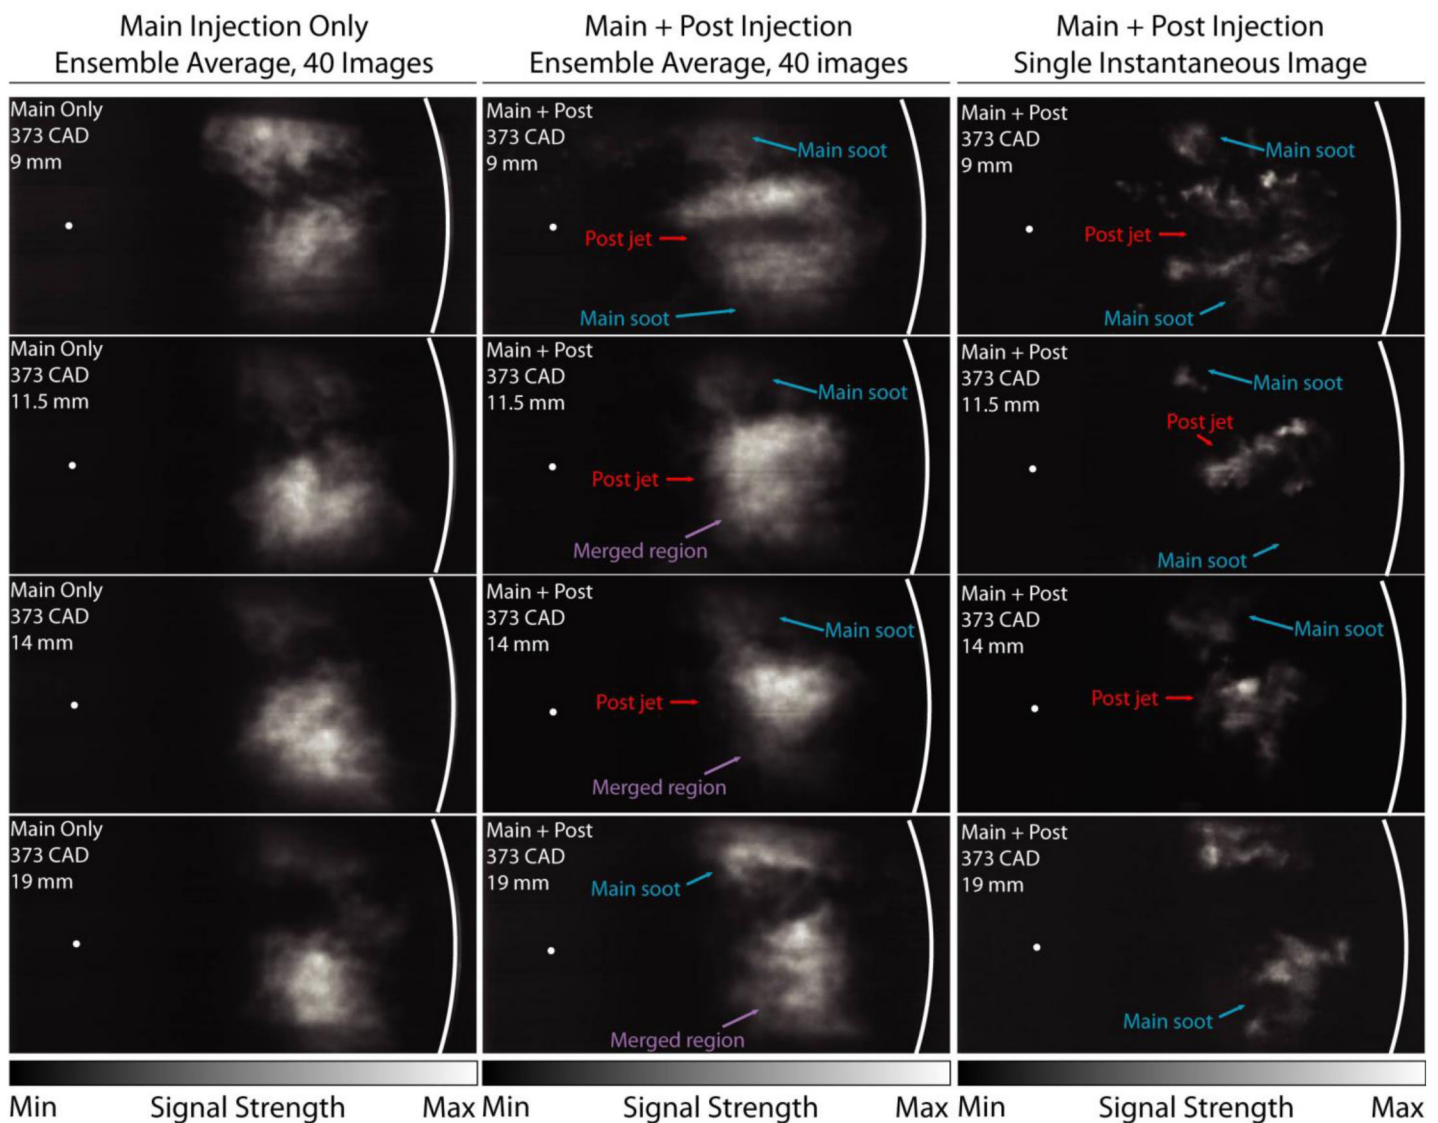 Main Injection Only
Ensemble Average, 40 Images
Main + Post Injection
Ensemble Average, 40 images
Main + Post Injection
Single Instantaneous Image
Main Only
373 CAD
9 mm
Main + Post
373 CAD
9 mm
Main soot
Post jet
Main soot
Main + Post
373 CAD
9 mm
Main soot
Post jet
Main soot
Main Only
373 CAD
11.5 mm
Main + Post
373 CAD
11.5 mm
Main soot
Post jet
Merged region
Main + Post
373 CAD
11.5 mm
Main soot
Post jet
Main soot
Main Only
373 CAD
14 mm
Main + Post
373 CAD
14 mm
Main soot
Post jet
Merged region
Main + Post
373 CAD
14 mm
Main soot
Post jet
Main Only
373 CAD
19 mm
Main + Post
373 CAD
19 mm
Main soot
Merged region
Main + Post
373 CAD
19 mm
Main soot
Min Signal Strength Max
Min Signal Strength Max
Min Signal Strength Max